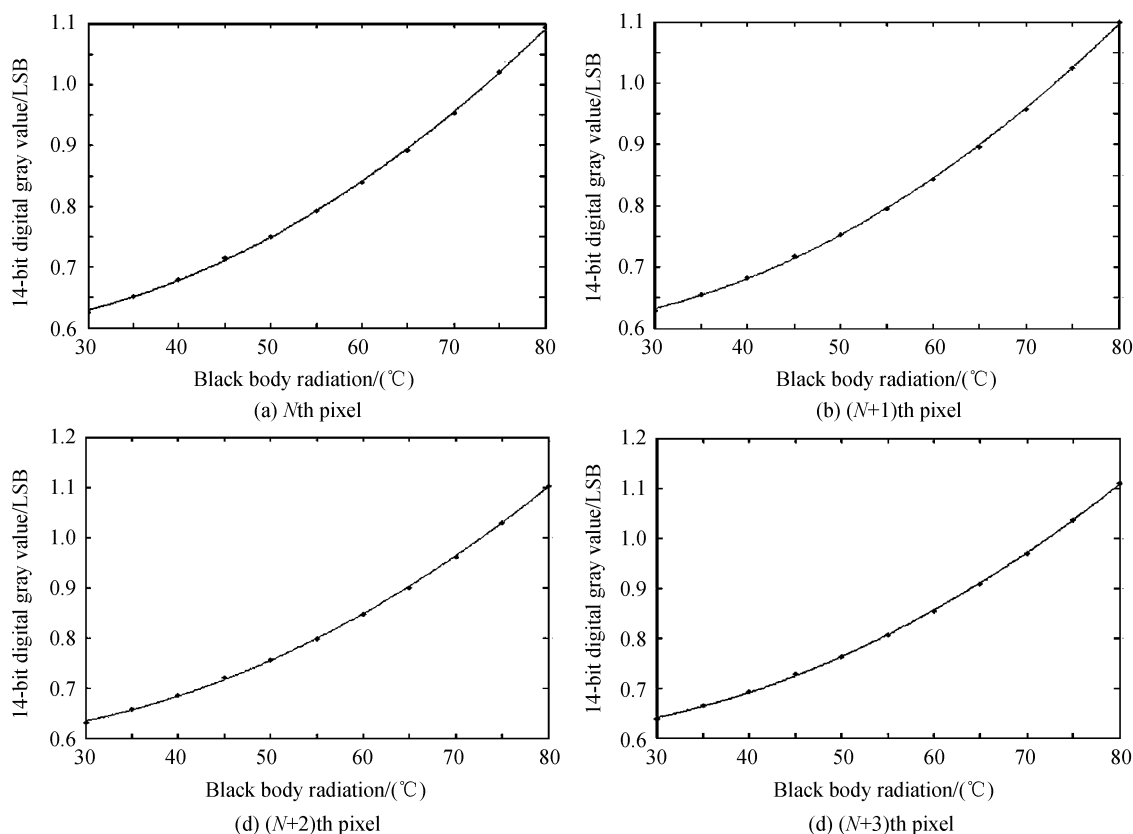 1.1
1.0
0.9
0.8
0.7
0.6
30 40 50 60 70 80
14-bit digital gray value/LSB
Black body radiation/(℃)
(a) Nth pixel
1.1
1.0
0.9
0.8
0.7
0.6
30 40 50 60 70 80
14-bit digital gray value/LSB
Black body radiation/(℃)
(b) (N+1)th pixel
1.2
1.1
1.0
0.9
0.8
0.7
0.6
30 40 50 60 70 80
14-bit digital gray value/LSB
Black body radiation/(℃)
(d) (N+2)th pixel
1.2
1.1
1.0
0.9
0.8
0.7
0.6
30 40 50 60 70 80
14-bit digital gray value/LSB
Black body radiation/(℃)
(d) (N+3)th pixel